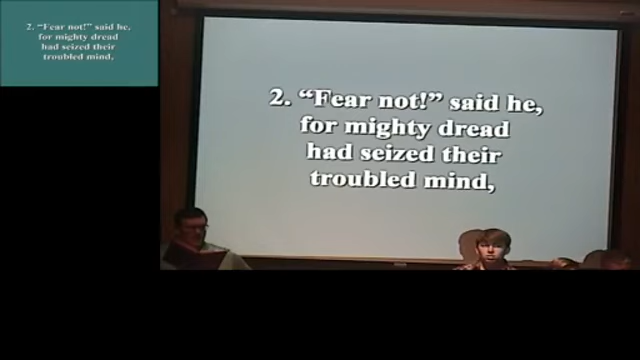 2. “Fear not!” said he,
for mighty dread
had seized their
troubled mind,
2. “Fear not!” said he,
for mighty dread
had seized their
troubled mind,